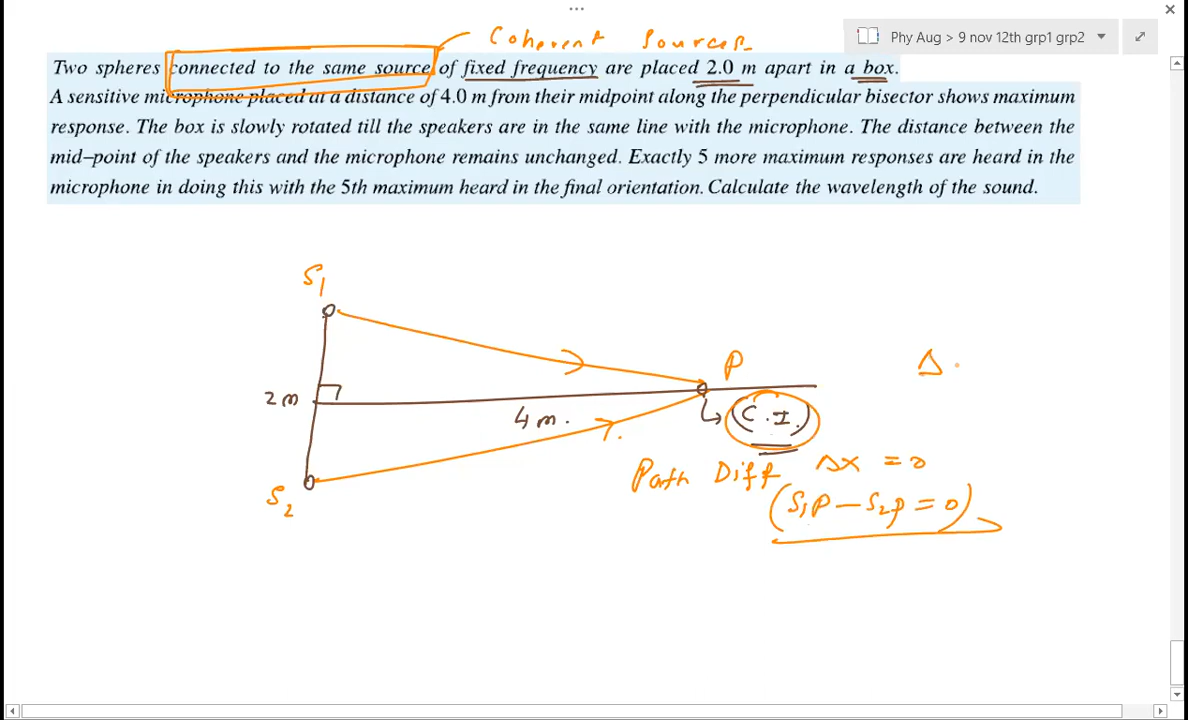 Coherent Sources
Phy Aug > 9 nov 12th grp1 grp2
Two spheres connected to the same source of fixed frequency are placed 2.0 m apart in a box.
A sensitive microphone placed at a distance of 4.0 m from their midpoint along the perpendicular bisector shows maximum
response. The box is slowly rotated till the speakers are in the same line with the microphone. The distance between the
mid–point of the speakers and the microphone remains unchanged. Exactly 5 more maximum responses are heard in the
microphone in doing this with the 5th maximum heard in the final orientation. Calculate the wavelength of the sound.
S1
P
Δ.
2m
4 m.
(C.I.)
Path Diff Δx = 0
S2
(S1P – S2P = 0)